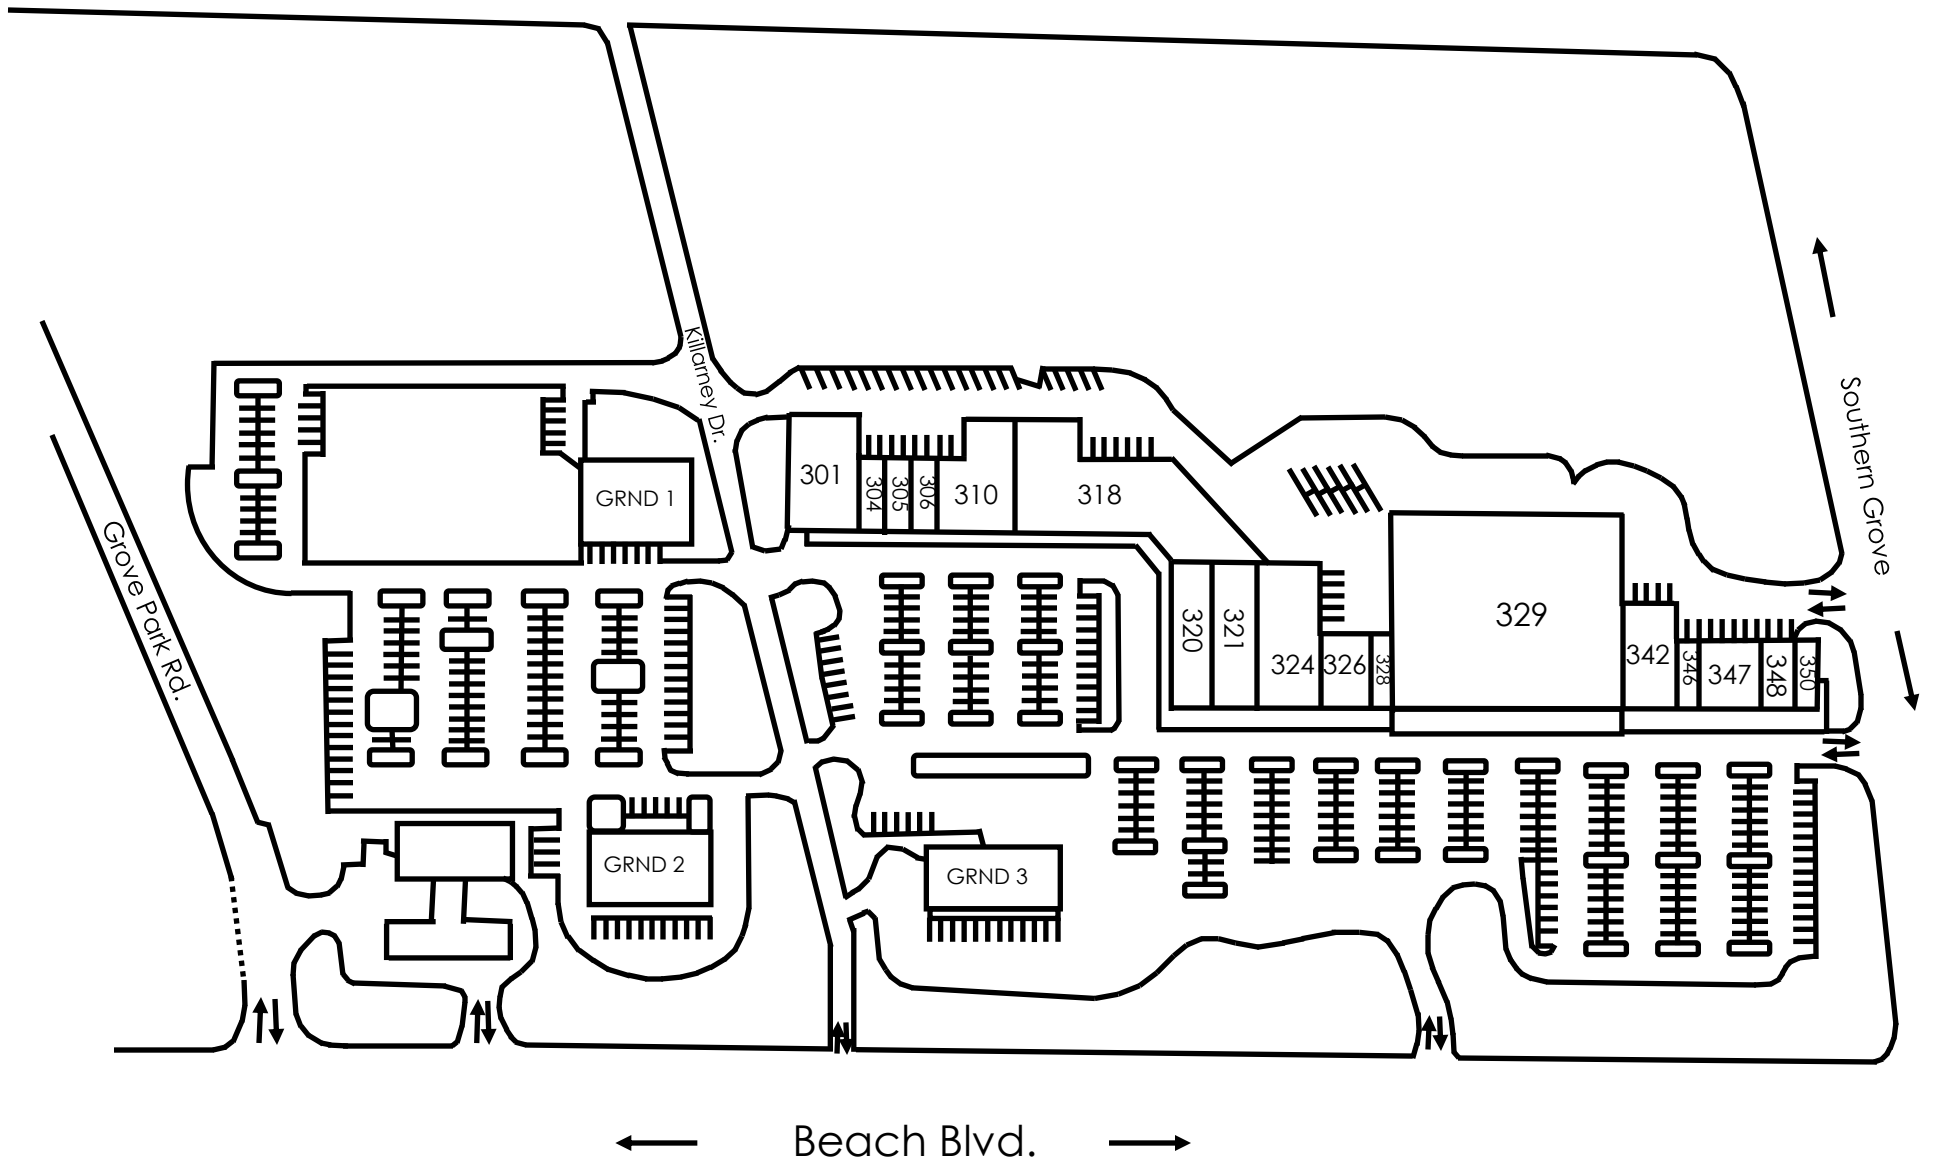 Killarney Dr.
Southern Grove
Grove Park Rd.
GRND 1
301
304
305
306
310
318
320
321
324
326
328
329
342
346
347
348
350
GRND 2
GRND 3
Beach Blvd.